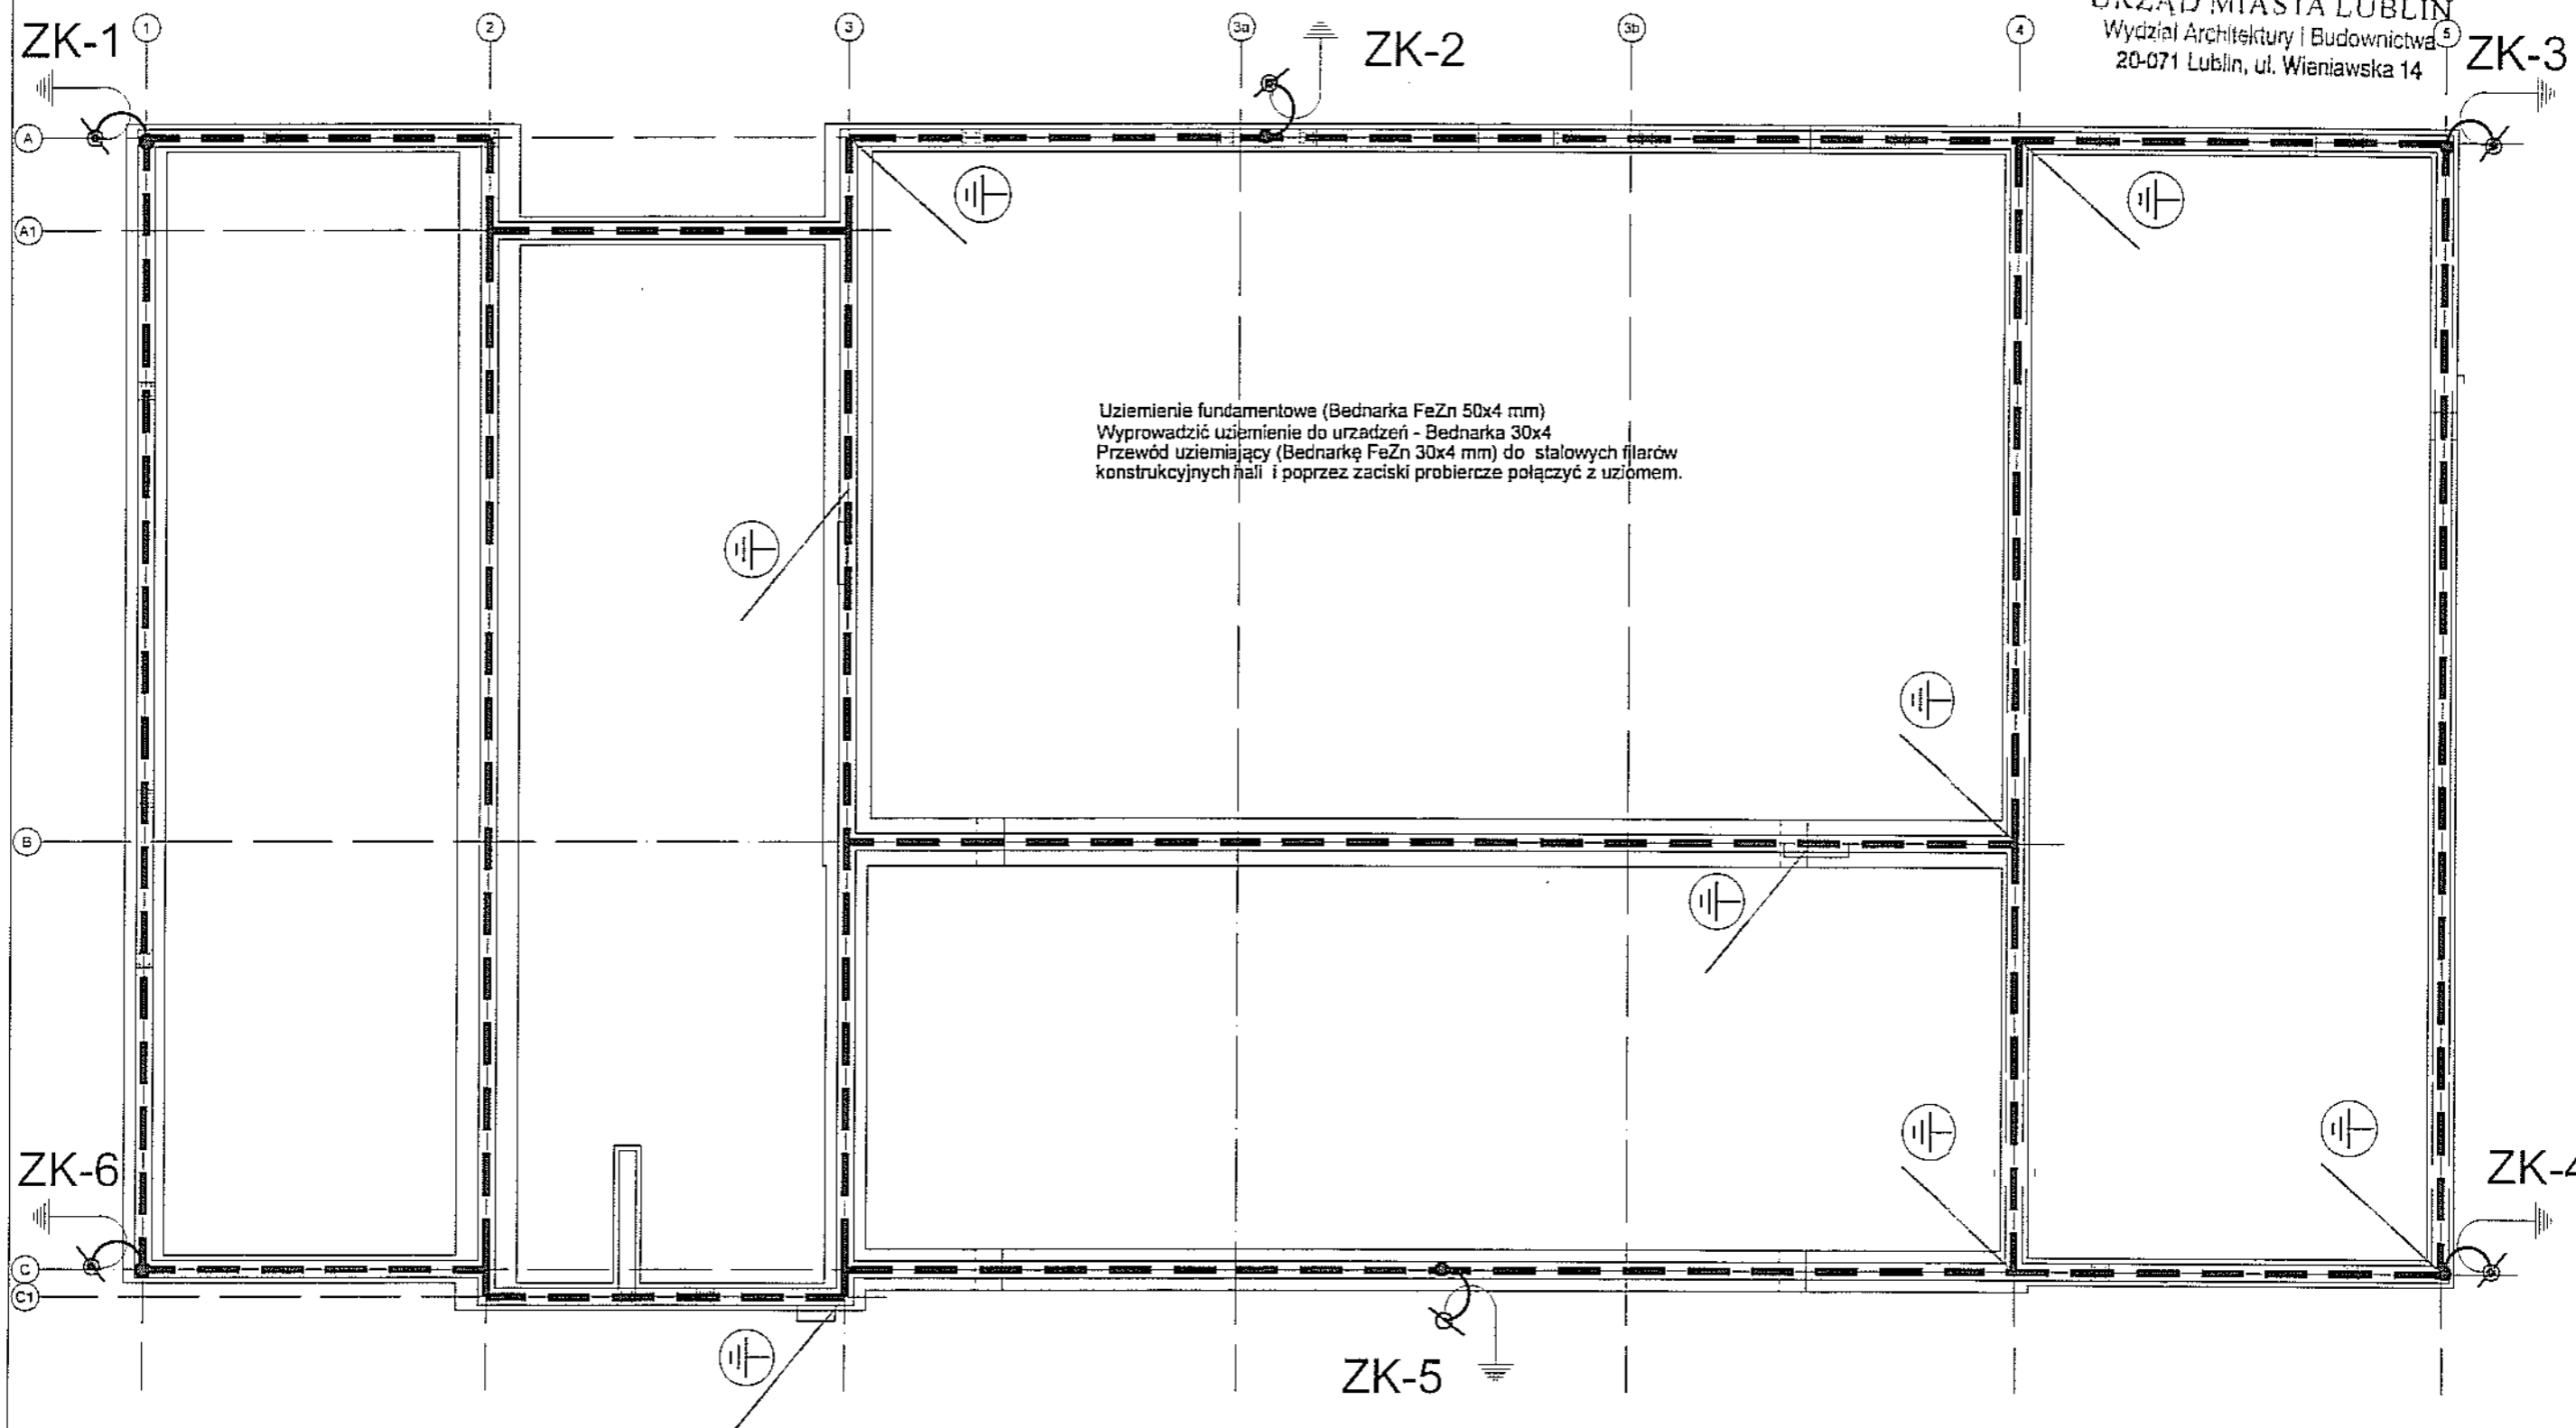 URZĄD MIASTA LUBLIN
Wydział Architektury i Budownictwa
20-071 Lublin, ul. Wieniawska 14
ZK-1
1
2
3
3a
ZK-2
3b
4
5
ZK-3
A
A1
Uziemienie fundamentowe (Bednarka FeZn 50x4 mm)
Wyprowadzić uziemienie do urzadzeń - Bednarka 30x4
Przewód uziemiający (Bednarkę FeZn 30x4 mm) do stalowych filarów
konstrukcyjnych hali i poprzez zaciski probiercze połączyć z uziomem.
B
ZK-6
ZK-4
C
C1
ZK-5